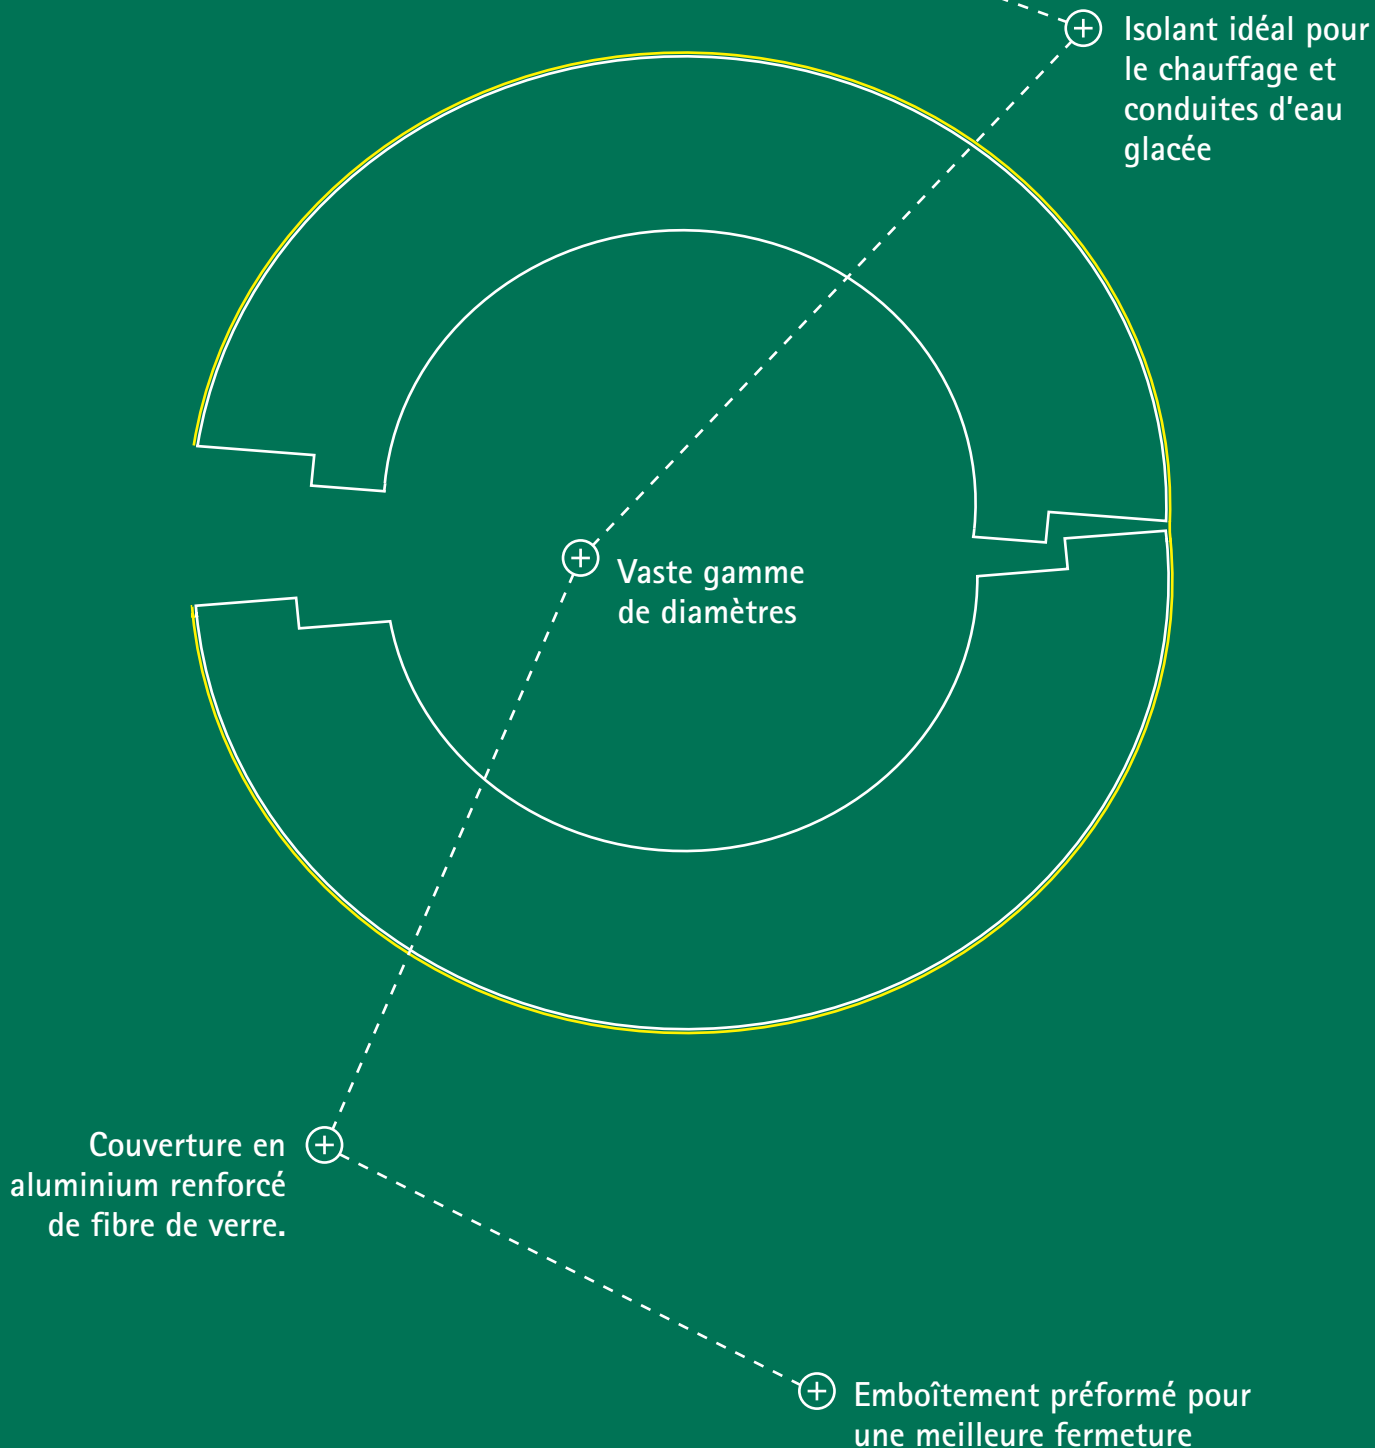 Isolant idéal pour
le chauffage et
conduites d'eau
glacée
Vaste gamme
de diamètres
Couverture en
aluminium renforcé
de fibre de verre.
Emboîtement préformé pour
une meilleure fermeture